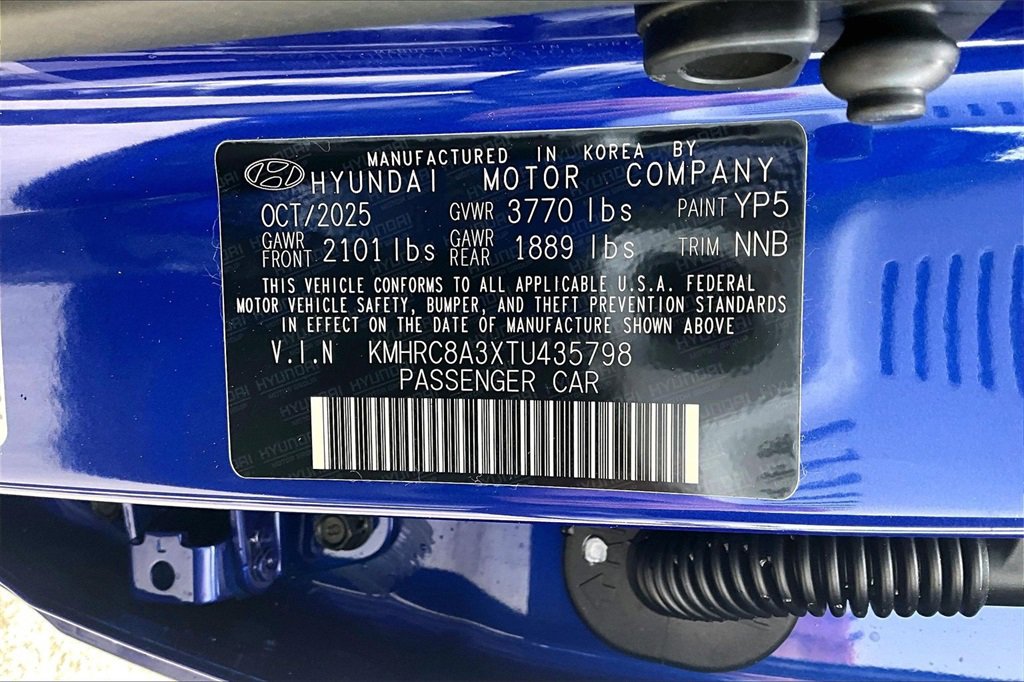 MANUFACTURED IN KOREA BY
HYUNDAI MOTOR COMPANY
OCT/2025 GVWR 3770 lbs PAINT YP5
GAWR FRONT 2101 lbs GAWR REAR 1889 lbs TRIM NNB
THIS VEHICLE CONFORMS TO ALL APPLICABLE U.S.A. FEDERAL
MOTOR VEHICLE SAFETY, BUMPER, AND THEFT PREVENTION STANDARDS
IN EFFECT ON THE DATE OF MANUFACTURE SHOWN ABOVE
V.I.N KMHRC8A3XTU435798
PASSENGER CAR
L